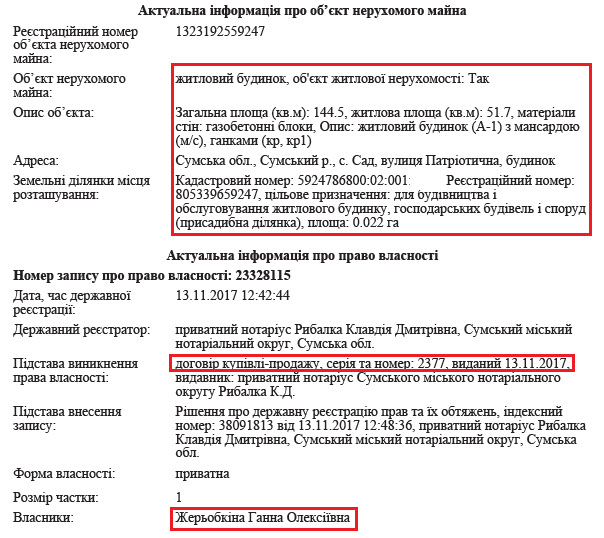 Актуальна інформація про об’єкт нерухомого майна
Реєстраційний номер об’єкта нерухомого майна: 1323192559247
Об’єкт нерухомого майна: житловий будинок, об'єкт житлової нерухомості: Так
Опис об’єкта: Загальна площа (кв.м): 144.5, житлова площа (кв.м): 51.7, матеріали
стін: газобетонні блоки, Опис: житловий будинок (А-1) з мансардою
(м/с), ганками (кр, кр1)
Адреса: Сумська обл., Сумський р., с. Сад, вулиця Патріотична, будинок
Земельні ділянки місця розташування: Кадастровий номер: 5924786800:02:001: Реєстраційний номер:
805339659247, цільове призначення: для будівництва і
обслуговування житлового будинку, господарських будівель і споруд
(присадибна ділянка), площа: 0.022 га
Актуальна інформація про право власності
Номер запису про право власності: 23328115
Дата, час державної реєстрації: 13.11.2017 12:42:44
Державний реєстратор: приватний нотаріус Рибалка Клавдія Дмитрівна, Сумський міський
нотаріальний округ, Сумська обл.
Підстава виникнення права власності: договір купівлі-продажу, серія та номер: 2377, виданий 13.11.2017,
видавник: приватний нотаріус Сумського міського нотаріального
округу Рибалка К.Д.
Підстава внесення запису: Рішення про державну реєстрацію прав та їх обтяжень, індексний
номер: 38091813 від 13.11.2017 12:48:36, приватний нотаріус Рибалка
Клавдія Дмитрівна, Сумський міський нотаріальний округ, Сумська
обл.
Форма власності: приватна
Розмір частки: 1
Власники: Жерьобкіна Ганна Олексіївна